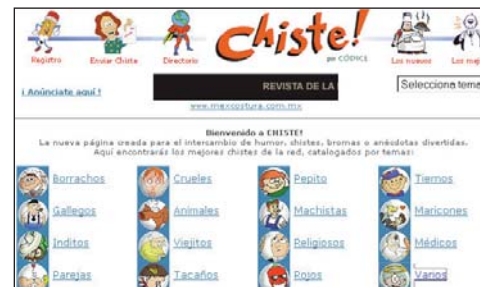 Chiste!
por CÓDICE
Registro
Enviar Chiste
Directorio
Los nuevos
Los mej
¡ Anúnciate aquí !
REVISTA DE LA
Selecciona tema
www.mexcostura.com.mx
Bienvenido a CHISTE!
La nueva página creada para el intercambio de humor, chistes, bromas o anécdotas divertidas.
Aquí encontrarás los mejores chistes de la red, catalogados por temas:
Borrachos
Crueles
Pepito
Tiernos
Gallegos
Animales
Machistas
Maricones
Inditos
Viejitos
Religiosos
Médicos
Parejas
Tacaños
Rojos
Varios